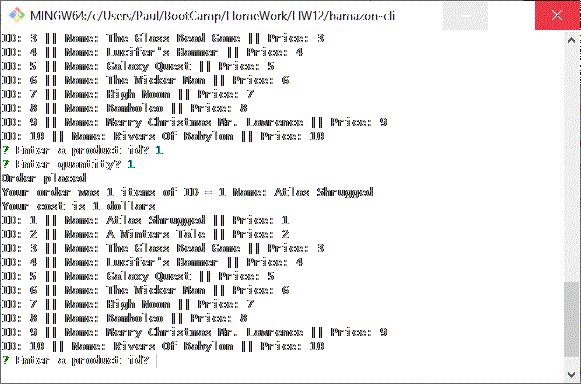 MINGW64:/c/Users/Paul/BootCamp/HomeWork/HW12/bamazon-cli
ID: 3 || Name: The Glass Bead Game || Price: 3
ID: 4 || Name: Lucifer's Hammer || Price: 4
ID: 5 || Name: Galaxy Quest || Price: 5
ID: 6 || Name: The Wicker Man || Price: 6
ID: 7 || Name: High Noon || Price: 7
ID: 8 || Name: Bamboleo || Price: 8
ID: 9 || Name: Merry Christmas Mr. Lawrence || Price: 9
ID: 10 || Name: Rivers Of Babylon || Price: 10
? Enter a product id? 1
? Enter quantity? 1
Order placed
Your order was 1 items of ID = 1 Name: Atlas Shrugged
Your cost is 1 dollars
ID: 1 || Name: Atlas Shrugged || Price: 1
ID: 2 || Name: A Winters Tale || Price: 2
ID: 3 || Name: The Glass Bead Game || Price: 3
ID: 4 || Name: Lucifer's Hammer || Price: 4
ID: 5 || Name: Galaxy Quest || Price: 5
ID: 6 || Name: The Wicker Man || Price: 6
ID: 7 || Name: High Noon || Price: 7
ID: 8 || Name: Bamboleo || Price: 8
ID: 9 || Name: Merry Christmas Mr. Lawrence || Price: 9
ID: 10 || Name: Rivers Of Babylon || Price: 10
? Enter a product id?